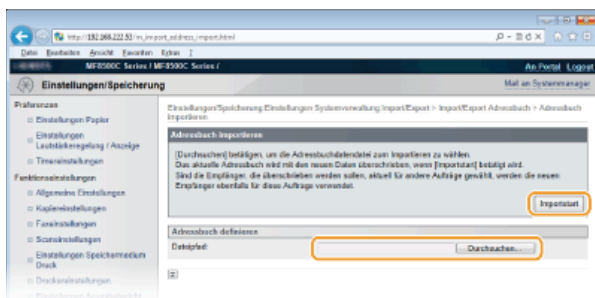 http://192.168.222.53/m_import_address_import.html
Datei Bearbeiten Ansicht Favoriten Extras ?
MF8500C Series / MF8500C Series /
An Portal Logout
Einstellungen/Speicherung
Mail an Systemmanager
Präferenzen
Einstellungen Papier
Einstellungen
Lautstärkeregelung / Anzeige
Timereinstellungen
Funktionseinstellungen
Allgemeine Einstellungen
Kopiereinstellungen
Faxeinstellungen
Scaneinstellungen
Einstellungen Speichermedium
Druck
Druckereinstellungen
Einstellungen/Speicherung:Einstellungen Systemverwaltung:Import/Export > Import/Export Adressbuch > Adressbuch
importieren
Adressbuch importieren
[Durchsuchen] betätigen, um die Adressbuchdatendatei zum Importieren zu wählen.
Das aktuelle Adressbuch wird mit den neuen Daten überschrieben, wenn [Importstart] betätigt wird.
Sind die Empfänger, die überschrieben werden sollen, aktuell für andere Aufträge gewählt, werden die neuen
Empfänger ebenfalls für diese Aufträge verwendet.
Importstart
Adressbuch definieren
Dateipfad:
Durchsuchen...